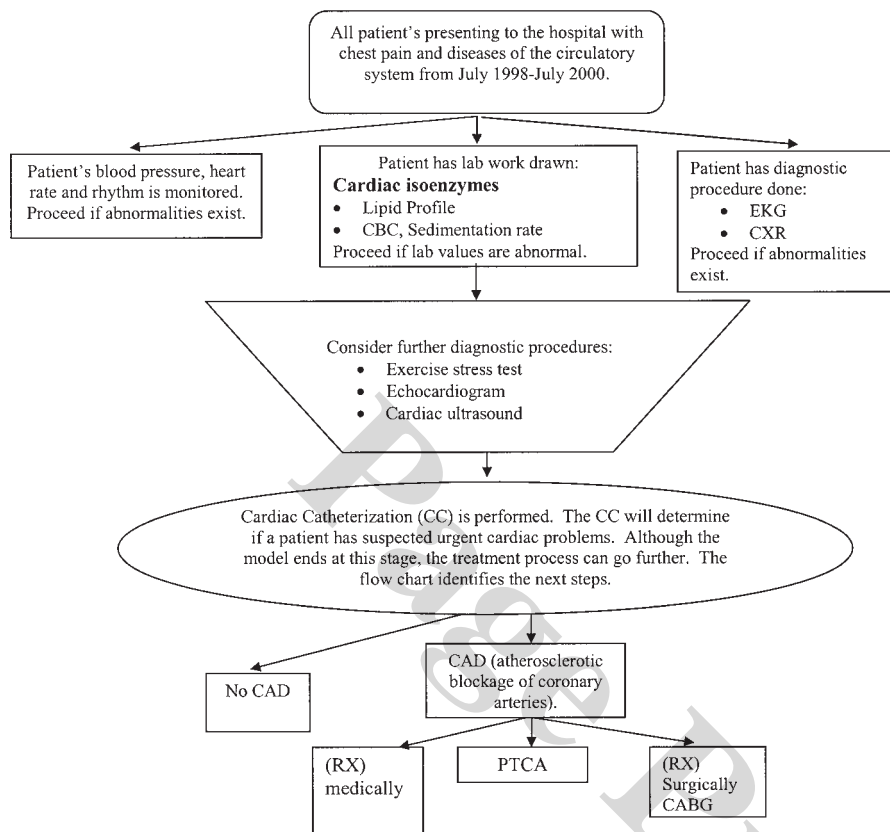 All patient's presenting to the hospital with
chest pain and diseases of the circulatory
system from July 1998-July 2000.
Patient's blood pressure, heart
rate and rhythm is monitored.
Proceed if abnormalities exist.
Patient has lab work drawn:
Cardiac isoenzymes
• Lipid Profile
• CBC, Sedimentation rate
Proceed if lab values are abnormal.
Patient has diagnostic
procedure done:
• EKG
• CXR
Proceed if abnormalities
exist.
Consider further diagnostic procedures:
• Exercise stress test
• Echocardiogram
• Cardiac ultrasound
Cardiac Catheterization (CC) is performed. The CC will determine
if a patient has suspected urgent cardiac problems. Although the
model ends at this stage, the treatment process can go further. The
flow chart identifies the next steps.
No CAD
CAD (atherosclerotic
blockage of coronary
arteries).
(RX)
medically
PTCA
(RX)
Surgically
CABG
Page P